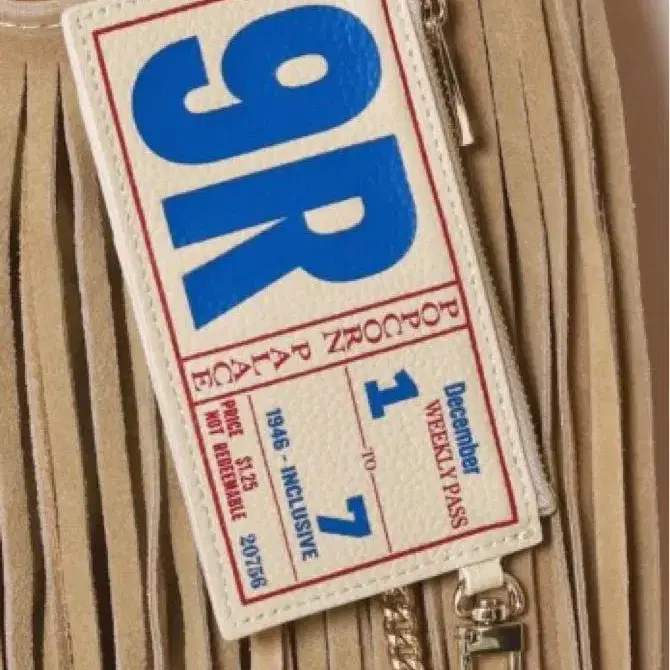 9R
POPCORN PALACE
December
WEEKLY PASS
1
TO
7
1946 - INCLUSIVE
PRICE $1.25
NOT REDEEMABLE
20756